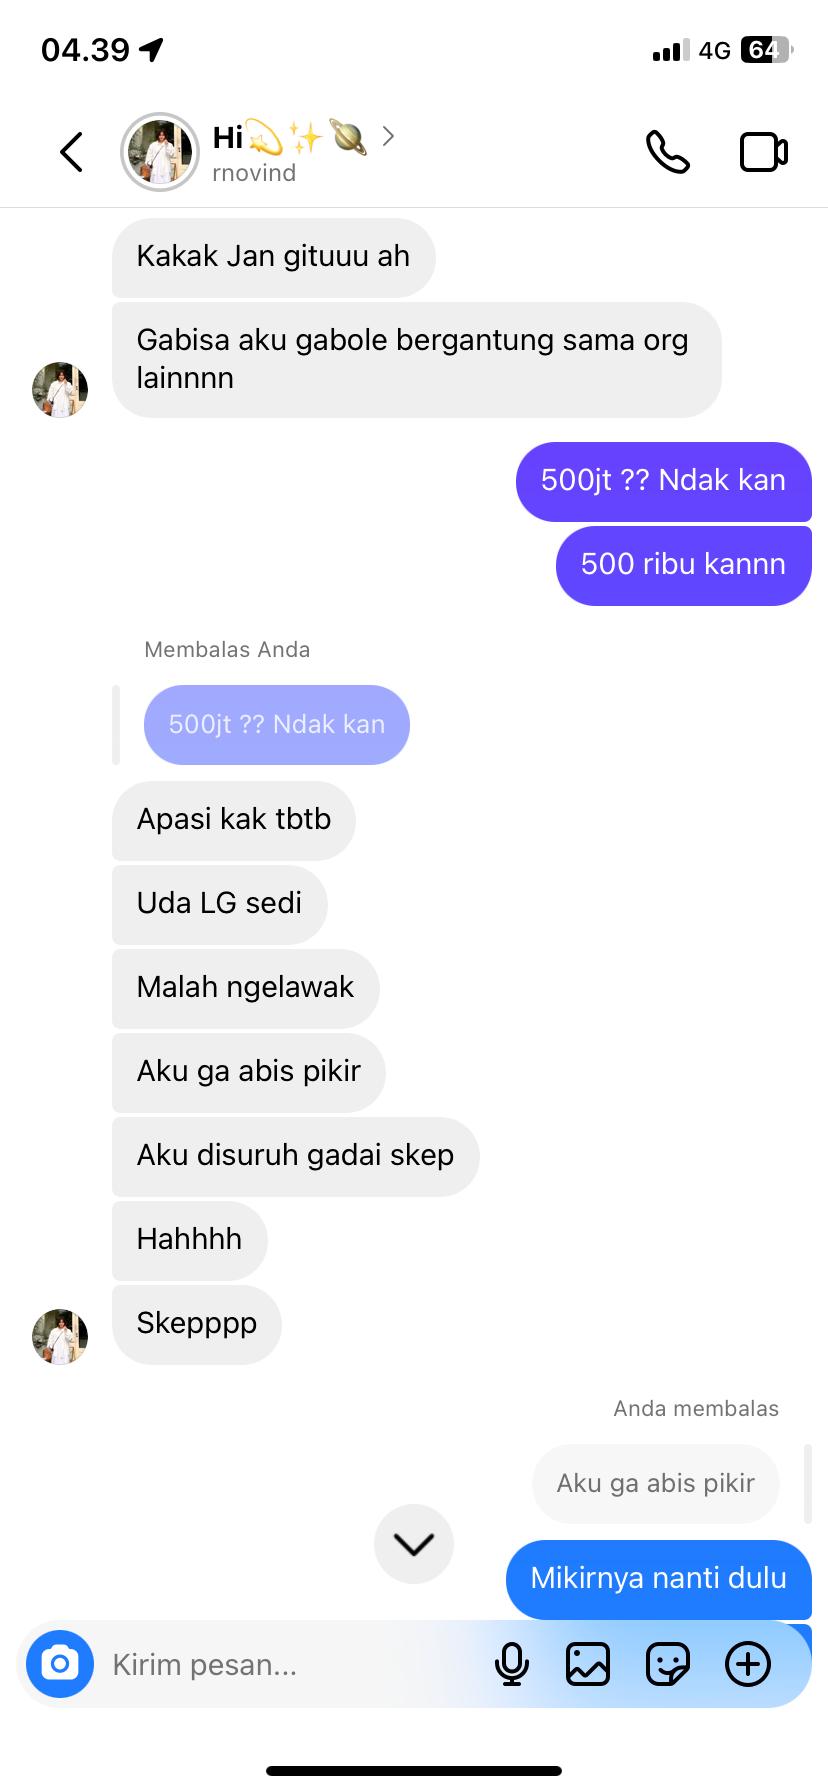 04.39
4G
64
Hi💫✨🪐
rnovind
Kakak Jan gituuu ah
Gabisa aku gabole bergantung sama org
lainnnn
500jt ?? Ndak kan
500 ribu kannn
Membalas Anda
500jt ?? Ndak kan
Apasi kak tbtb
Uda LG sedi
Malah ngelawak
Aku ga abis pikir
Aku disuruh gadai skep
Hahhhh
Skepppp
Anda membalas
Aku ga abis pikir
Mikirnya nanti dulu
Kirim pesan...